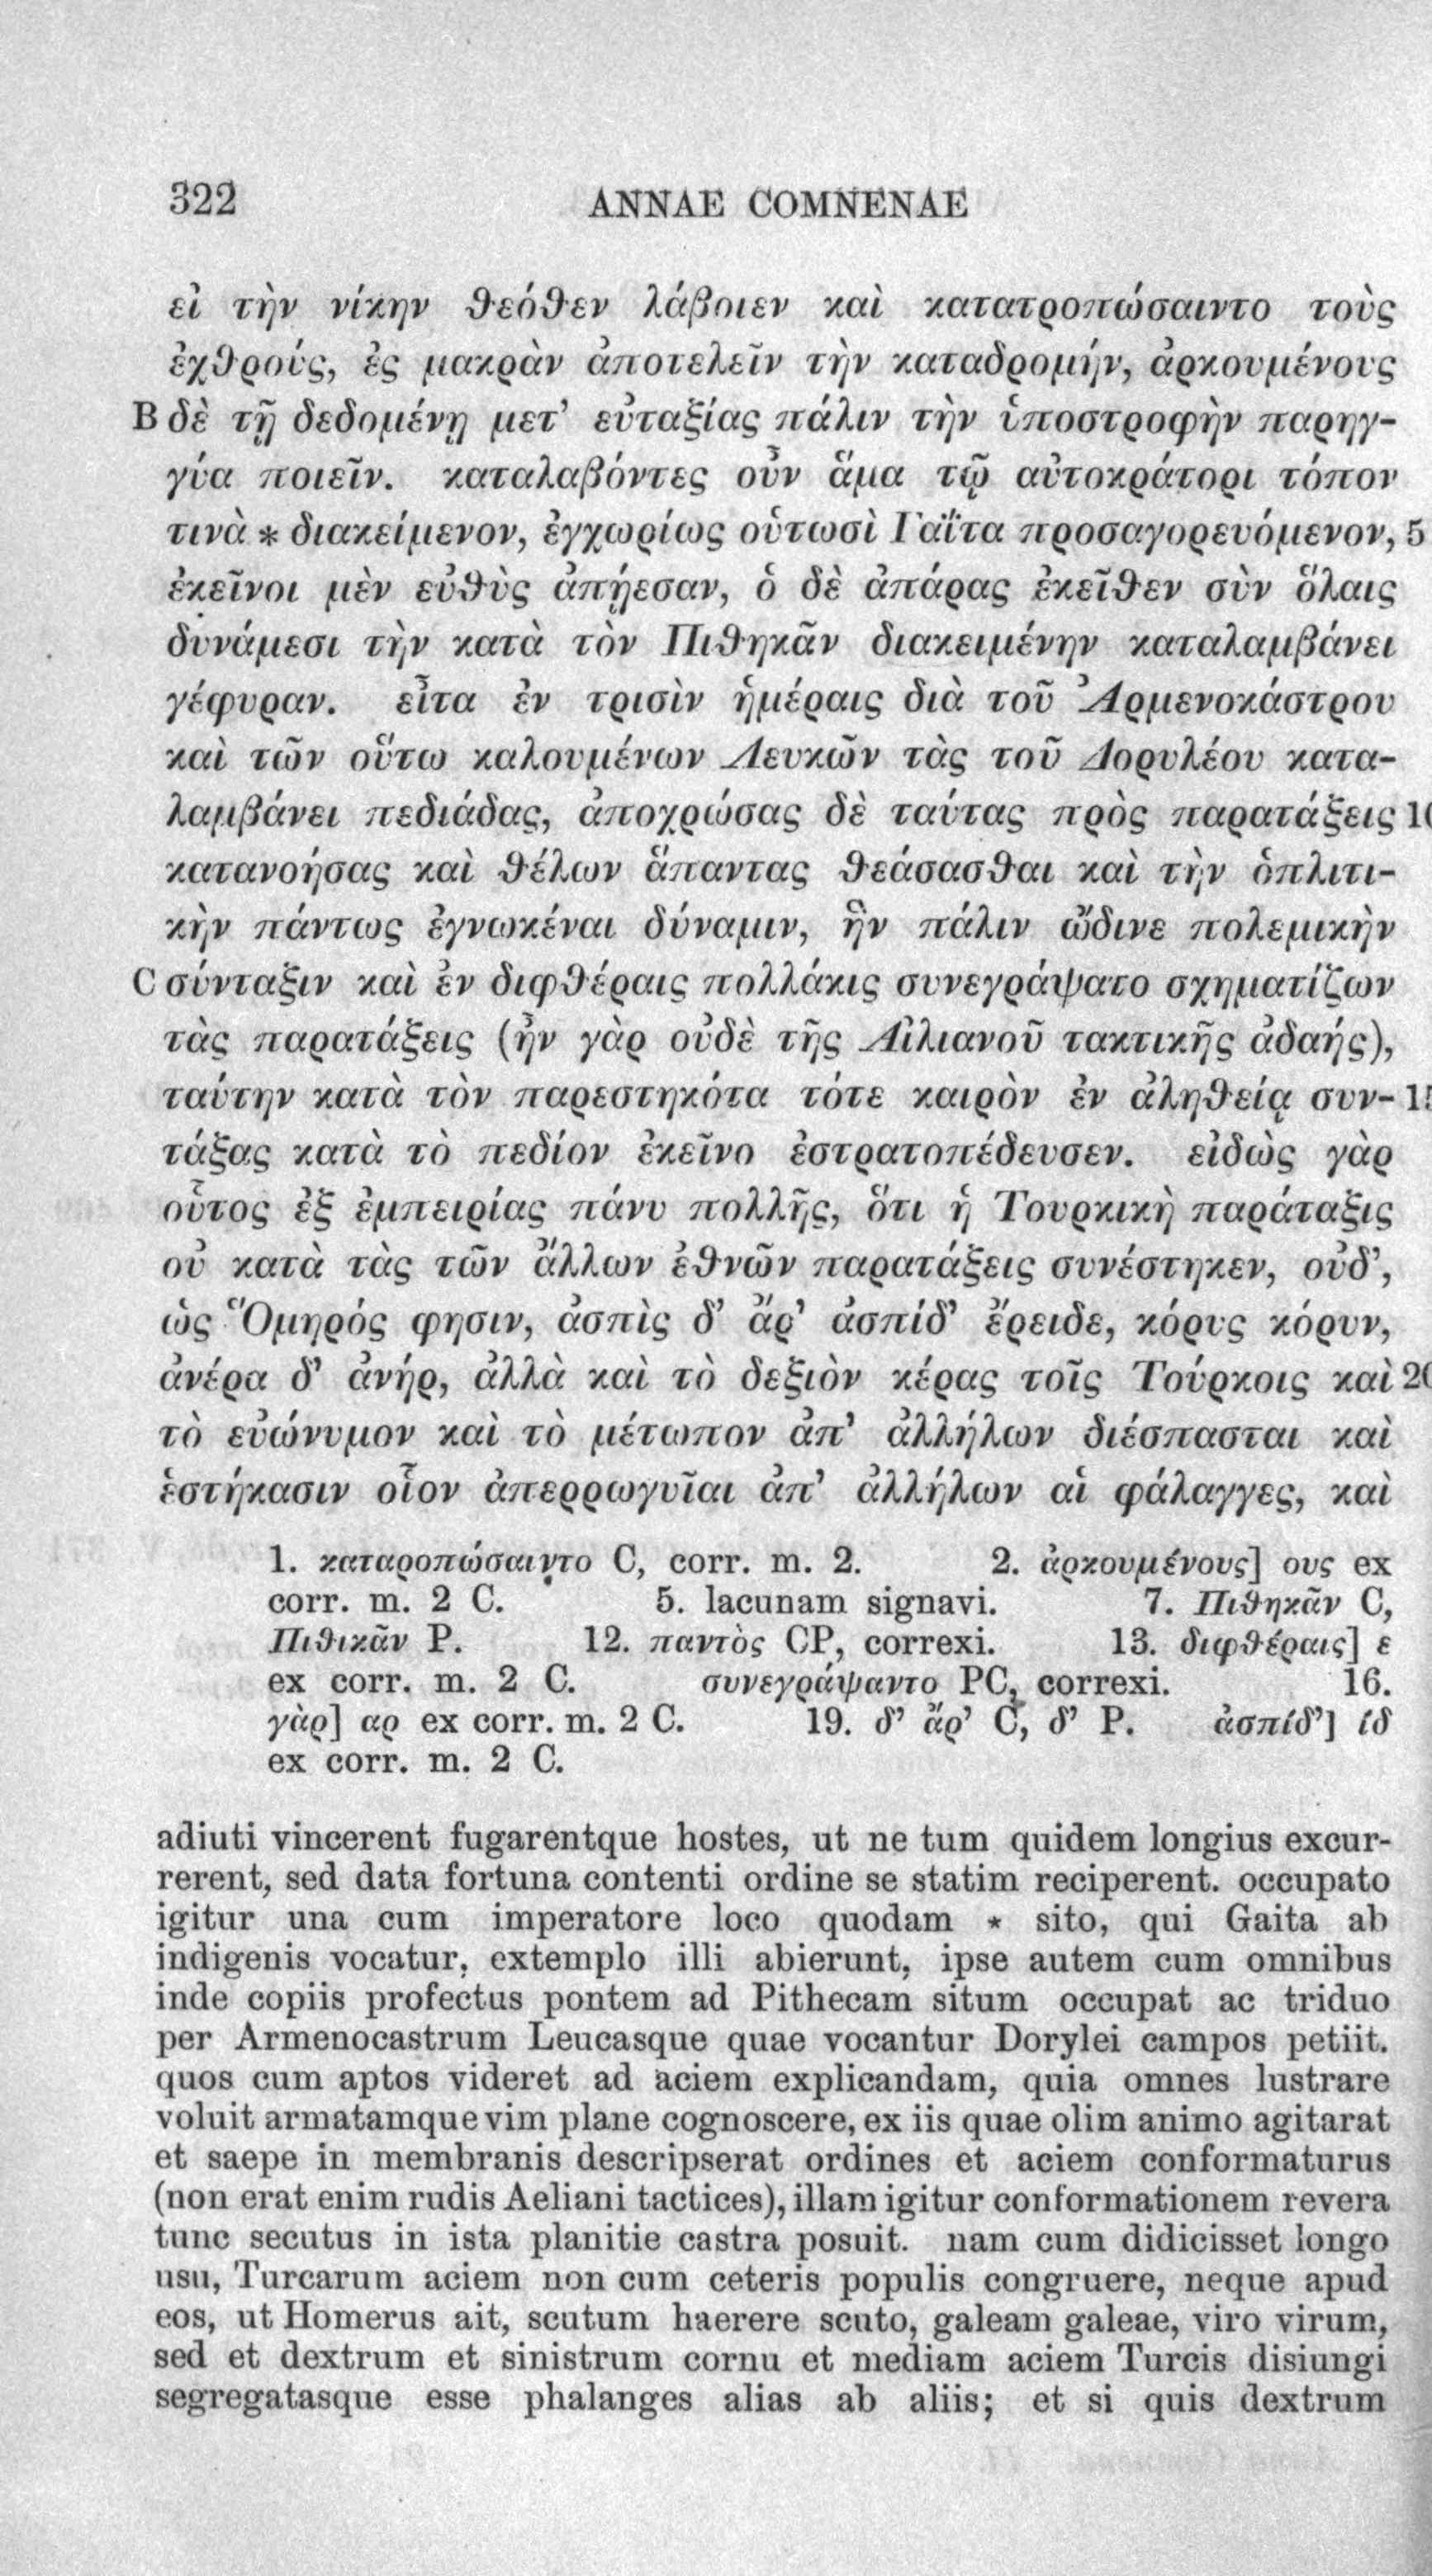 322 ANNAE COMNENAE
εἰ τὴν νίκην θεόθεν λάβοιεν καὶ κατατροπώσαιντο τοὺς
ἐχθρούς, ἐς μακρὰν ἀποτελεῖν τὴν καταδρομήν, ἀρκουμένους
B δὲ τῇ δεδομένῃ μετ' εὐταξίας πάλιν τὴν ὑποστροφὴν παρηγ-
γύα ποιεῖν. καταλαβόντες οὖν ἅμα τῷ αὐτοκράτορι τόπον
τινὰ * διακείμενον, ἐγχωρίως οὑτωσὶ Γαΐτα προσαγορευόμενον, 5
ἐκεῖνοι μὲν εὐθὺς ἀπῄεσαν, ὁ δὲ ἀπάρας ἐκεῖθεν σὺν ὅλαις
δυνάμεσι τὴν κατὰ τὸν Πιθηκᾶν διακειμένην καταλαμβάνει
γέφυραν. εἶτα ἐν τρισὶν ἡμέραις διὰ τοῦ Ἀρμενοκάστρου
καὶ τῶν οὕτω καλουμένων Λευκῶν τὰς τοῦ Δορυλέου κατα-
λαμβάνει πεδιάδας, ἀποχρώσας δὲ ταύτας πρὸς παρατάξεις 10
κατανοήσας καὶ θέλων ἅπαντας θεάσασθαι καὶ τὴν ὁπλιτι-
κὴν πάντως ἐγνωκέναι δύναμιν, ἣν πάλιν ὤδινε πολεμικὴν
C σύνταξιν καὶ ἐν διφθέραις πολλάκις συνεγράψατο σχηματίζων
τὰς παρατάξεις (ἦν γὰρ οὐδὲ τῆς Αἰλιανοῦ τακτικῆς ἀδαής),
ταύτην κατὰ τὸν παρεστηκότα τότε καιρὸν ἐν ἀληθείᾳ συν- 15
τάξας κατὰ τὸ πεδίον ἐκεῖνο ἐστρατοπέδευσεν. εἰδὼς γὰρ
οὗτος ἐξ ἐμπειρίας πάνυ πολλῆς, ὅτι ἡ Τουρκικὴ παράταξις
οὐ κατὰ τὰς τῶν ἄλλων ἐθνῶν παρατάξεις συνέστηκεν, οὐδ',
ὡς Ὅμηρός φησιν, ἀσπὶς δ' ἄρ' ἀσπίδ' ἔρειδε, κόρυς κόρυν,
ἀνέρα δ' ἀνήρ, ἀλλὰ καὶ τὸ δεξιὸν κέρας τοῖς Τούρκοις καὶ 20
τὸ εὐώνυμον καὶ τὸ μέτωπον ἀπ' ἀλλήλων διέσπασται καὶ
ἑστήκασιν οἷον ἀπερρωγυῖαι ἀπ' ἀλλήλων αἱ φάλαγγες, καὶ
1. καταροπώσαιντο C, corr. m. 2. 2. ἀρκουμένους] ους ex
corr. m. 2 C. 5. lacunam signavi. 7. Πιθηκᾶν C,
Πιθικᾶν P. 12. παντὸς CP, correxi. 13. διφθέραις] ε
ex corr. m. 2 C. συνεγράψαντο PC, correxi. 16.
γὰρ] αρ ex corr. m. 2 C. 19. δ' ἄρ' C, δ' P. ἀσπίδ'] ίδ
ex corr. m. 2 C.
adiuti vincerent fugarentque hostes, ut ne tum quidem longius excur-
rerent, sed data fortuna contenti ordine se statim reciperent. occupato
igitur una cum imperatore loco quodam * sito, qui Gaita ab
indigenis vocatur, extemplo illi abierunt, ipse autem cum omnibus
inde copiis profectus pontem ad Pithecam situm occupat ac triduo
per Armenocastrum Leucasque quae vocantur Dorylei campos petiit.
quos cum aptos videret ad aciem explicandam, quia omnes lustrare
voluit armatamque vim plane cognoscere, ex iis quae olim animo agitarat
et saepe in membranis descripserat ordines et aciem conformaturus
(non erat enim rudis Aeliani tactices), illam igitur conformationem revera
tunc secutus in ista planitie castra posuit. nam cum didicisset longo
usu, Turcarum aciem non cum ceteris populis congruere, neque apud
eos, ut Homerus ait, scutum haerere scuto, galeam galeae, viro virum,
sed et dextrum et sinistrum cornu et mediam aciem Turcis disiungi
segregatasque esse phalanges alias ab aliis; et si quis dextrum